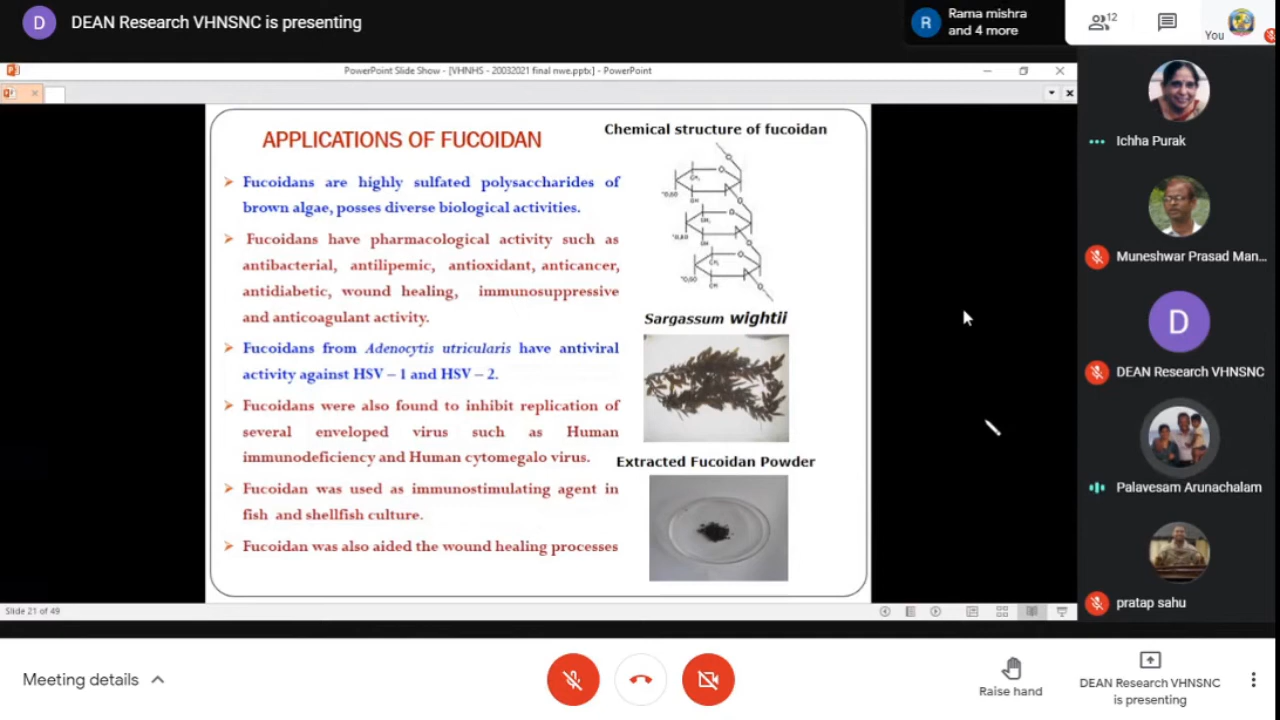 D
DEAN Research VHNSNC is presenting
R
Rama mishra
and 4 more
12
You
PowerPoint Slide Show - [VHNHS - 20032021 final nwe.pptx] - PowerPoint
APPLICATIONS OF FUCOIDAN
Fucoidans are highly sulfated polysaccharides of
brown algae, posses diverse biological activities.
Fucoidans have pharmacological activity such as
antibacterial, antilipemic, antioxidant, anticancer,
antidiabetic, wound healing, immunosuppressive
and anticoagulant activity.
Fucoidans from Adenocytis utricularis have antiviral
activity against HSV – 1 and HSV – 2.
Fucoidans were also found to inhibit replication of
several enveloped virus such as Human
immunodeficiency and Human cytomegalo virus.
Fucoidan was used as immunostimulating agent in
fish and shellfish culture.
Fucoidan was also aided the wound healing processes
Chemical structure of fucoidan
Sargassum wightii
Extracted Fucoidan Powder
Slide 21 of 49
Ichha Purak
Muneshwar Prasad Man...
D
DEAN Research VHNSNC
Palavesam Arunachalam
pratap sahu
Meeting details
Raise hand
DEAN Research VHNSNC
is presenting